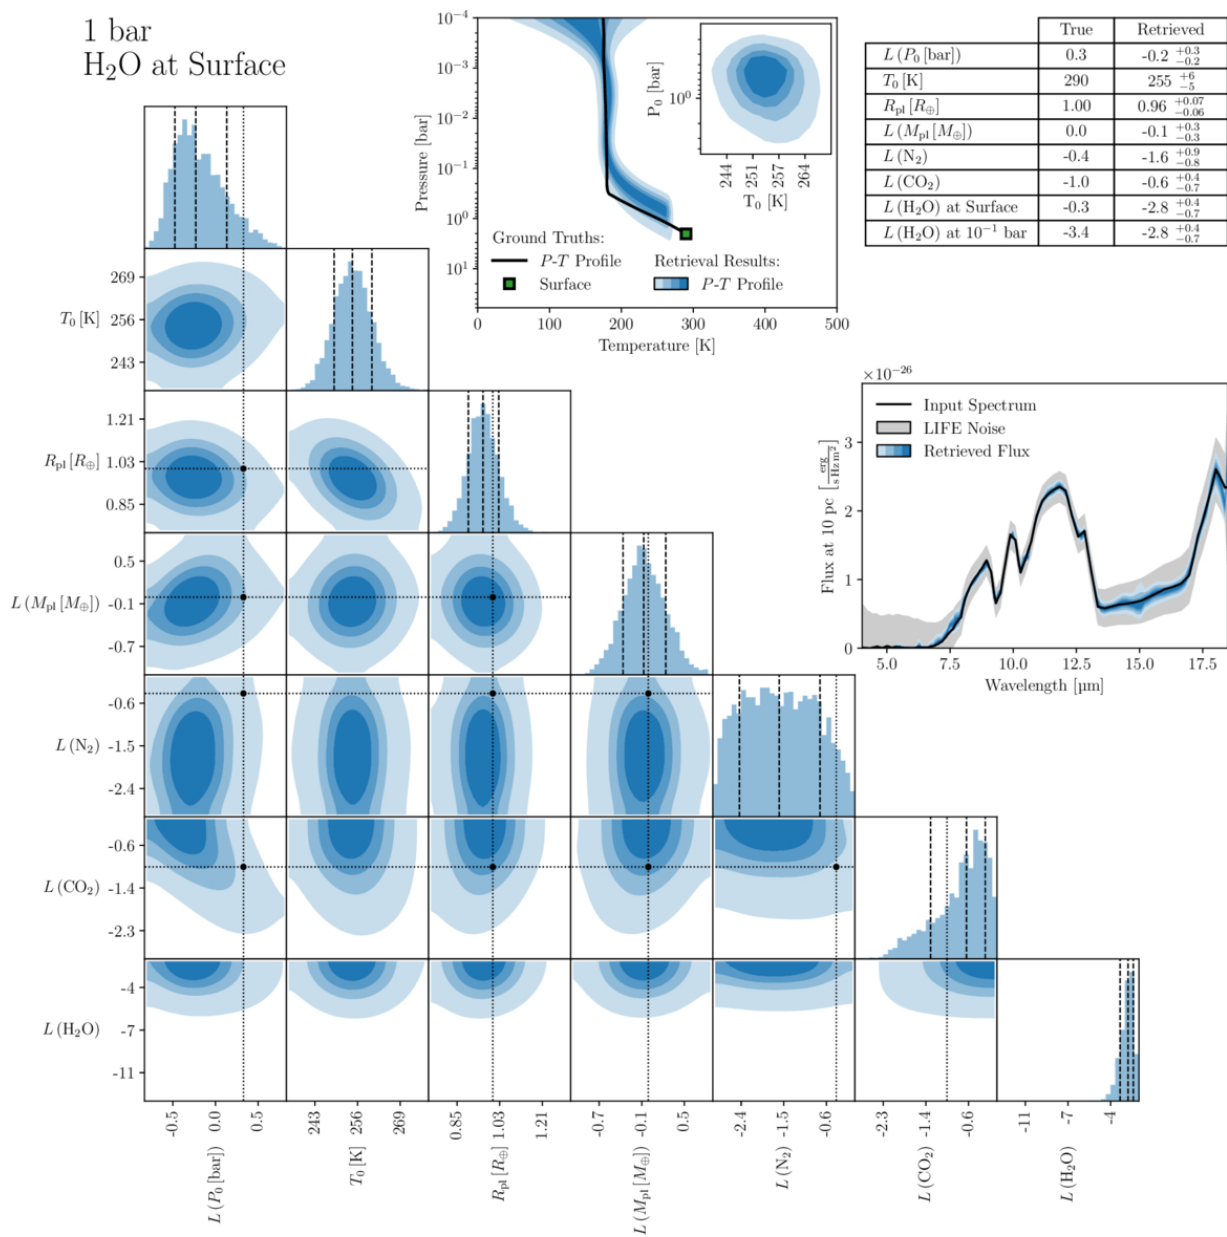 1 bar
H₂O at Surface
10⁻⁴
10⁻³
10⁻²
10⁻¹
10⁰
10¹
Pressure [bar]
0 100 200 300 400 500
Temperature [K]
Ground Truths:
P-T Profile
Surface
Retrieval Results:
P-T Profile
P₀ [bar]
10⁰
244 251 257 264
T₀ [K]
True Retrieved
L (P₀ [bar]) 0.3 -0.2 +0.3 -0.2
T₀ [K] 290 255 +6 -5
Rpl [R⊕] 1.00 0.96 +0.07 -0.06
L (Mpl [M⊕]) 0.0 -0.1 +0.3 -0.3
L (N₂) -0.4 -1.6 +0.9 -0.8
L (CO₂) -1.0 -0.6 +0.4 -0.7
L (H₂O) at Surface -0.3 -2.8 +0.4 -0.7
L (H₂O) at 10⁻¹ bar -3.4 -2.8 +0.4 -0.7
×10⁻²⁶
Input Spectrum
LIFE Noise
Retrieved Flux
Flux at 10 pc [erg / s Hz m²]
3
2
1
0
5.0 7.5 10.0 12.5 15.0 17.5
Wavelength [µm]
T₀ [K]
269
256
243
Rpl [R⊕]
1.21
1.03
0.85
L (Mpl [M⊕])
0.5
-0.1
-0.7
L (N₂)
-0.6
-1.5
-2.4
L (CO₂)
-0.6
-1.4
-2.3
L (H₂O)
-4
-7
-11
-0.5 0.0 0.5
L (P₀ [bar])
243 256 269
T₀ [K]
0.85 1.03 1.21
Rpl [R⊕]
-0.7 -0.1 0.5
L (Mpl [M⊕])
-2.4 -1.5 -0.6
L (N₂)
-2.3 -1.4 -0.6
L (CO₂)
-11 -7 -4
L (H₂O)